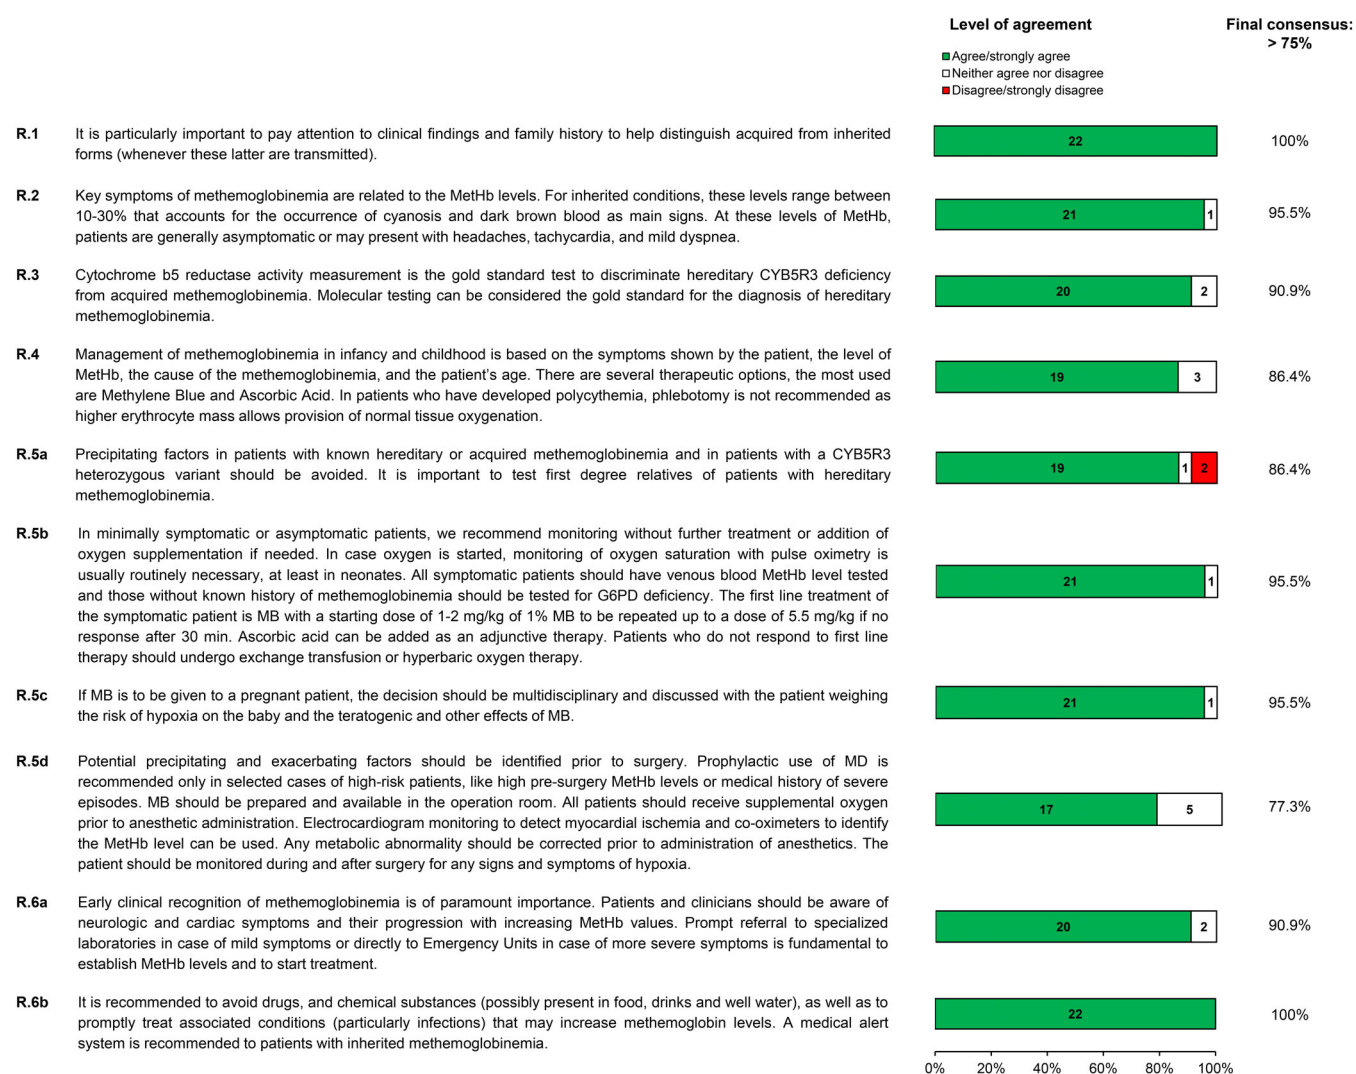 Level of agreement
Final consensus:
> 75%
Agree/strongly agree
Neither agree nor disagree
Disagree/strongly disagree
R.1 It is particularly important to pay attention to clinical findings and family history to help distinguish acquired from inherited
forms (whenever these latter are transmitted).
22
100%
R.2 Key symptoms of methemoglobinemia are related to the MetHb levels. For inherited conditions, these levels range between
10-30% that accounts for the occurrence of cyanosis and dark brown blood as main signs. At these levels of MetHb,
patients are generally asymptomatic or may present with headaches, tachycardia, and mild dyspnea.
21 1
95.5%
R.3 Cytochrome b5 reductase activity measurement is the gold standard test to discriminate hereditary CYB5R3 deficiency
from acquired methemoglobinemia. Molecular testing can be considered the gold standard for the diagnosis of hereditary
methemoglobinemia.
20 2
90.9%
R.4 Management of methemoglobinemia in infancy and childhood is based on the symptoms shown by the patient, the level of
MetHb, the cause of the methemoglobinemia, and the patient's age. There are several therapeutic options, the most used
are Methylene Blue and Ascorbic Acid. In patients who have developed polycythemia, phlebotomy is not recommended as
higher erythrocyte mass allows provision of normal tissue oxygenation.
19 3
86.4%
R.5a Precipitating factors in patients with known hereditary or acquired methemoglobinemia and in patients with a CYB5R3
heterozygous variant should be avoided. It is important to test first degree relatives of patients with hereditary
methemoglobinemia.
19 1 2
86.4%
R.5b In minimally symptomatic or asymptomatic patients, we recommend monitoring without further treatment or addition of
oxygen supplementation if needed. In case oxygen is started, monitoring of oxygen saturation with pulse oximetry is
usually routinely necessary, at least in neonates. All symptomatic patients should have venous blood MetHb level tested
and those without known history of methemoglobinemia should be tested for G6PD deficiency. The first line treatment of
the symptomatic patient is MB with a starting dose of 1-2 mg/kg of 1% MB to be repeated up to a dose of 5.5 mg/kg if no
response after 30 min. Ascorbic acid can be added as an adjunctive therapy. Patients who do not respond to first line
therapy should undergo exchange transfusion or hyperbaric oxygen therapy.
21 1
95.5%
R.5c If MB is to be given to a pregnant patient, the decision should be multidisciplinary and discussed with the patient weighing
the risk of hypoxia on the baby and the teratogenic and other effects of MB.
21 1
95.5%
R.5d Potential precipitating and exacerbating factors should be identified prior to surgery. Prophylactic use of MD is
recommended only in selected cases of high-risk patients, like high pre-surgery MetHb levels or medical history of severe
episodes. MB should be prepared and available in the operation room. All patients should receive supplemental oxygen
prior to anesthetic administration. Electrocardiogram monitoring to detect myocardial ischemia and co-oximeters to identify
the MetHb level can be used. Any metabolic abnormality should be corrected prior to administration of anesthetics. The
patient should be monitored during and after surgery for any signs and symptoms of hypoxia.
17 5
77.3%
R.6a Early clinical recognition of methemoglobinemia is of paramount importance. Patients and clinicians should be aware of
neurologic and cardiac symptoms and their progression with increasing MetHb values. Prompt referral to specialized
laboratories in case of mild symptoms or directly to Emergency Units in case of more severe symptoms is fundamental to
establish MetHb levels and to start treatment.
20 2
90.9%
R.6b It is recommended to avoid drugs, and chemical substances (possibly present in food, drinks and well water), as well as to
promptly treat associated conditions (particularly infections) that may increase methemoglobin levels. A medical alert
system is recommended to patients with inherited methemoglobinemia.
22
100%
0% 20% 40% 60% 80% 100%